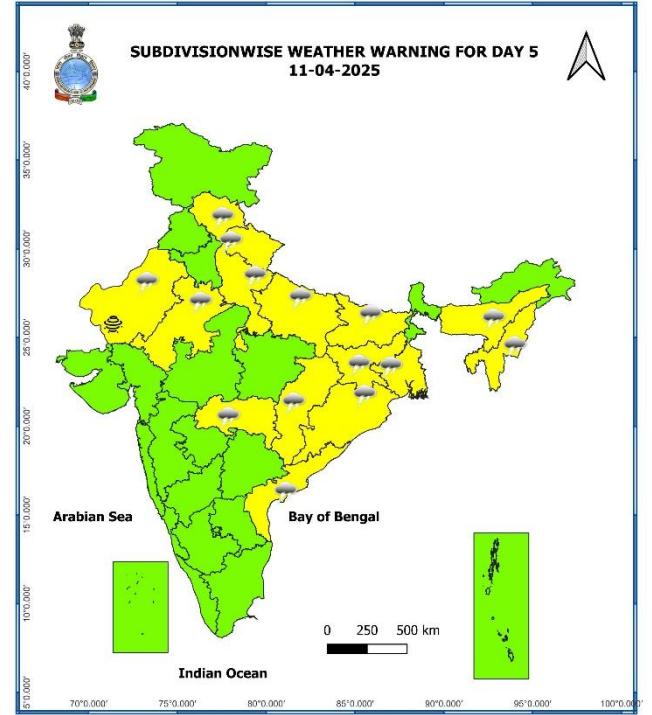 SUBDIVISIONWISE WEATHER WARNING FOR DAY 5
11-04-2025
40°0.000'
35°0.000'
30°0.000'
25°0.000'
20°0.000'
15°0.000'
10°0.000'
5°0.000'
Arabian Sea
Bay of Bengal
0 250 500 km
Indian Ocean
70°0.000' 75°0.000' 80°0.000' 85°0.000' 90°0.000' 95°0.000' 100°0.000'